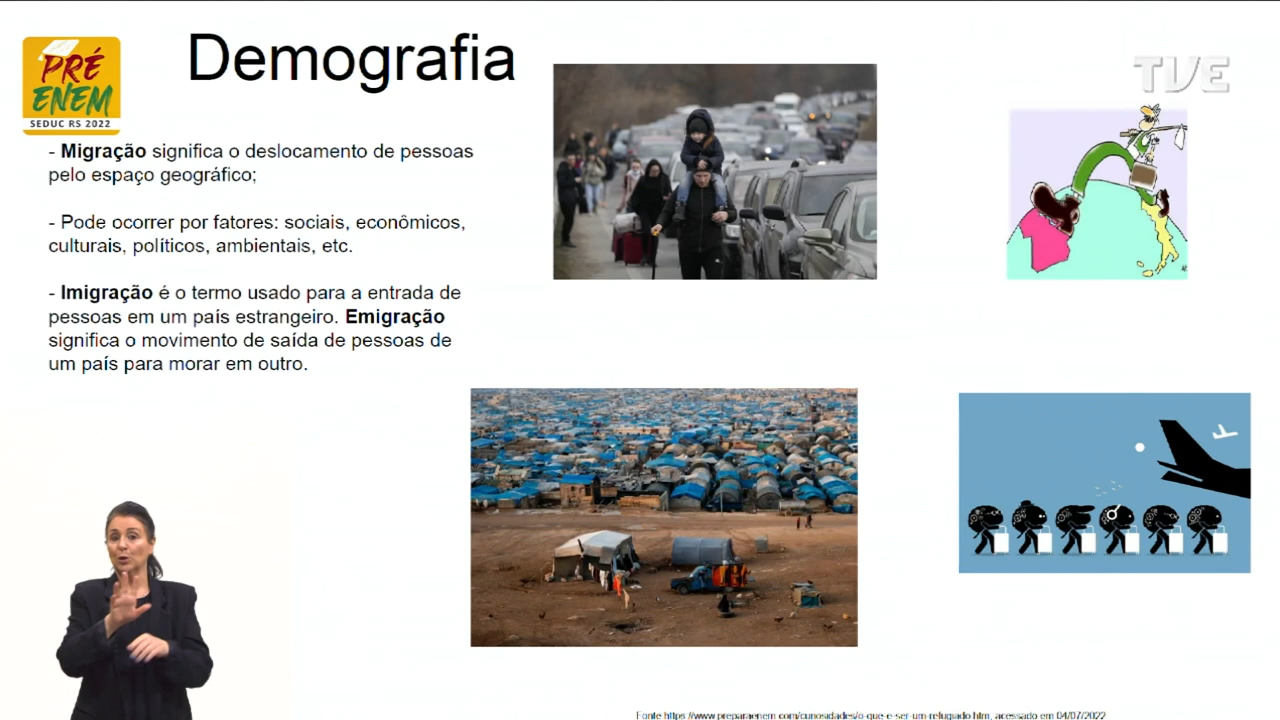 Demografia
PRÉ
ENEM
SEDUC RS 2022
TVE
- Migração significa o deslocamento de pessoas
pelo espaço geográfico;
- Pode ocorrer por fatores: sociais, econômicos,
culturais, políticos, ambientais, etc.
- Imigração é o termo usado para a entrada de
pessoas em um país estrangeiro. Emigração
significa o movimento de saída de pessoas de
um país para morar em outro.
Fonte https://www.preparaenem.com/curiosidades/o-que-e-ser-um-refugiado.htm, acessado em 04/07/2022